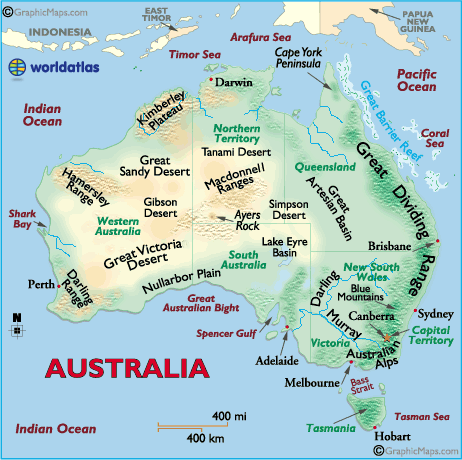 ©GraphicMaps.com
EAST
TIMOR
©GraphicMaps.com
INDONESIA
Arafura Sea
PAPUA
NEW
GUINEA
Timor Sea
Cape York
Peninsula
worldatlas
Pacific
Ocean
Darwin
Indian
Ocean
Kimberley
Plateau
Great Barrier Reef
Coral
Sea
Northern
Territory
Great
Sandy Desert
Tanami Desert
Queensland
Great Dividing Range
Macdonnell
Ranges
Hamersley
Range
Great
Artesian Basin
Gibson
Desert
Simpson
Desert
Shark
Bay
Western
Australia
Ayers
Rock
Lake Eyre
Basin
Brisbane
Great Victoria
Desert
South
Australia
New South
Wales
Nullarbor Plain
Darling
Blue
Mountains
Perth
Darling
Range
Great
Australian Bight
Canberra
Sydney
N
Murray
Capital
Territory
Spencer Gulf
Victoria
Australian
Alps
Adelaide
AUSTRALIA
Melbourne
Bass
Strait
400 mi
Tasmania
Tasman Sea
400 km
Indian Ocean
Hobart
©GraphicMaps.com